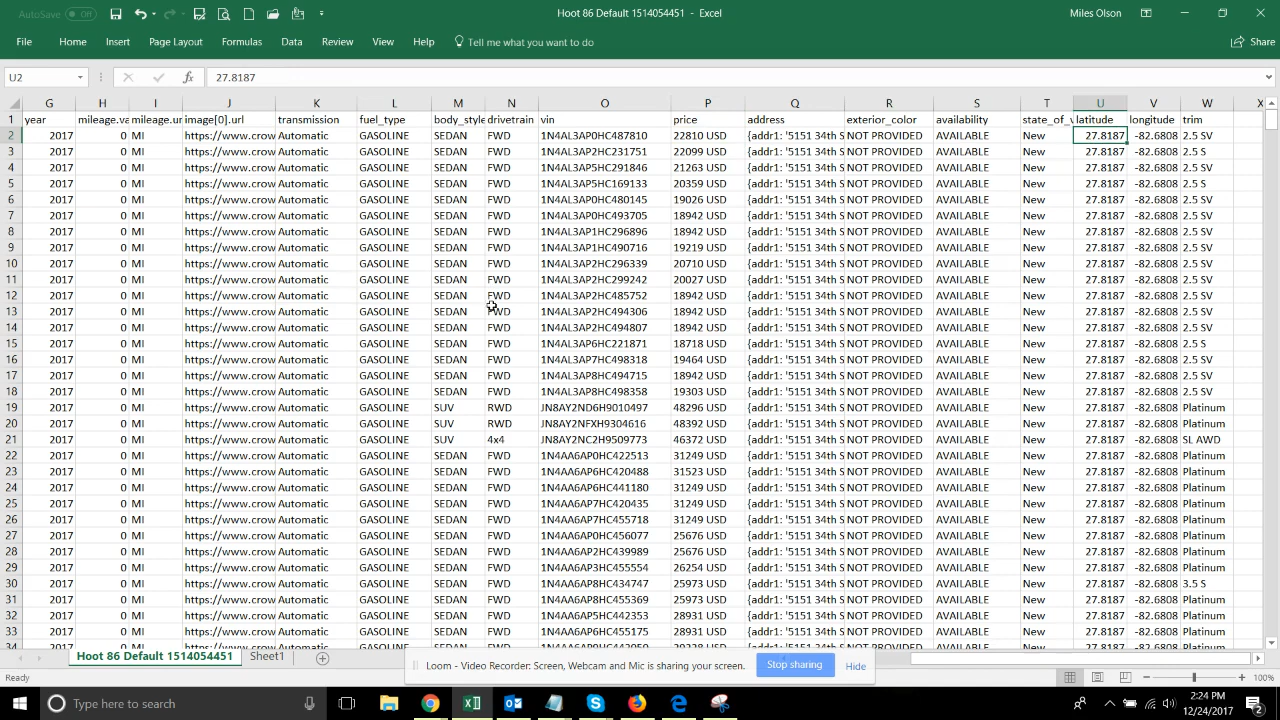 AutoSave Off Hoot 86 Default 1514054451 - Excel Miles Olson
File Home Insert Page Layout Formulas Data Review View Help Tell me what you want to do Share
U2 fx 27.8187
G H I J K L M N O P Q R S T U V W X
1 year mileage.va mileage.ur image[0].url transmission fuel_type body_style drivetrain vin price address exterior_color availability state_of_v latitude longitude trim
2 2017 0 MI https://www.crow Automatic GASOLINE SEDAN FWD 1N4AL3AP0HC487810 22810 USD {addr1: '5151 34th S NOT PROVIDED AVAILABLE New 27.8187 -82.6808 2.5 SV
3 2017 0 MI https://www.crow Automatic GASOLINE SEDAN FWD 1N4AL3AP2HC231751 22099 USD {addr1: '5151 34th S NOT PROVIDED AVAILABLE New 27.8187 -82.6808 2.5 S
4 2017 0 MI https://www.crow Automatic GASOLINE SEDAN FWD 1N4AL3AP5HC291846 21263 USD {addr1: '5151 34th S NOT PROVIDED AVAILABLE New 27.8187 -82.6808 2.5 SV
5 2017 0 MI https://www.crow Automatic GASOLINE SEDAN FWD 1N4AL3AP5HC169133 20359 USD {addr1: '5151 34th S NOT PROVIDED AVAILABLE New 27.8187 -82.6808 2.5 S
6 2017 0 MI https://www.crow Automatic GASOLINE SEDAN FWD 1N4AL3AP0HC480145 19026 USD {addr1: '5151 34th S NOT PROVIDED AVAILABLE New 27.8187 -82.6808 2.5 SV
7 2017 0 MI https://www.crow Automatic GASOLINE SEDAN FWD 1N4AL3AP0HC493705 18942 USD {addr1: '5151 34th S NOT PROVIDED AVAILABLE New 27.8187 -82.6808 2.5 SV
8 2017 0 MI https://www.crow Automatic GASOLINE SEDAN FWD 1N4AL3AP1HC296896 22031 USD {addr1: '5151 34th S NOT PROVIDED AVAILABLE New 27.8187 -82.6808 2.5 SV
9 2017 0 MI https://www.crow Automatic GASOLINE SEDAN FWD 1N4AL3AP1HC490716 19219 USD {addr1: '5151 34th S NOT PROVIDED AVAILABLE New 27.8187 -82.6808 2.5 SV
10 2017 0 MI https://www.crow Automatic GASOLINE SEDAN FWD 1N4AL3AP2HC296339 20710 USD {addr1: '5151 34th S NOT PROVIDED AVAILABLE New 27.8187 -82.6808 2.5 SV
11 2017 0 MI https://www.crow Automatic GASOLINE SEDAN FWD 1N4AL3AP2HC299242 20027 USD {addr1: '5151 34th S NOT PROVIDED AVAILABLE New 27.8187 -82.6808 2.5 SV
12 2017 0 MI https://www.crow Automatic GASOLINE SEDAN FWD 1N4AL3AP2HC485752 18942 USD {addr1: '5151 34th S NOT PROVIDED AVAILABLE New 27.8187 -82.6808 2.5 SV
13 2017 0 MI https://www.crow Automatic GASOLINE SEDAN FWD 1N4AL3AP2HC494306 18942 USD {addr1: '5151 34th S NOT PROVIDED AVAILABLE New 27.8187 -82.6808 2.5 SV
14 2017 0 MI https://www.crow Automatic GASOLINE SEDAN FWD 1N4AL3AP2HC494807 18942 USD {addr1: '5151 34th S NOT PROVIDED AVAILABLE New 27.8187 -82.6808 2.5 SV
15 2017 0 MI https://www.crow Automatic GASOLINE SEDAN FWD 1N4AL3AP6HC221871 18718 USD {addr1: '5151 34th S NOT PROVIDED AVAILABLE New 27.8187 -82.6808 2.5 S
16 2017 0 MI https://www.crow Automatic GASOLINE SEDAN FWD 1N4AL3AP7HC498318 19464 USD {addr1: '5151 34th S NOT PROVIDED AVAILABLE New 27.8187 -82.6808 2.5 SV
17 2017 0 MI https://www.crow Automatic GASOLINE SEDAN FWD 1N4AL3AP8HC494715 18942 USD {addr1: '5151 34th S NOT PROVIDED AVAILABLE New 27.8187 -82.6808 2.5 SV
18 2017 0 MI https://www.crow Automatic GASOLINE SEDAN FWD 1N4AL3AP8HC498358 19303 USD {addr1: '5151 34th S NOT PROVIDED AVAILABLE New 27.8187 -82.6808 2.5 SV
19 2017 0 MI https://www.crow Automatic GASOLINE SUV RWD JN8AY2ND6H9010497 48296 USD {addr1: '5151 34th S NOT PROVIDED AVAILABLE New 27.8187 -82.6808 Platinum
20 2017 0 MI https://www.crow Automatic GASOLINE SUV RWD JN8AY2NFXH9304616 48392 USD {addr1: '5151 34th S NOT PROVIDED AVAILABLE New 27.8187 -82.6808 Platinum
21 2017 0 MI https://www.crow Automatic GASOLINE SUV 4x4 JN8AY2NC2H9509773 46372 USD {addr1: '5151 34th S NOT PROVIDED AVAILABLE New 27.8187 -82.6808 SL AWD
22 2017 0 MI https://www.crow Automatic GASOLINE SEDAN FWD 1N4AA6AP0HC422513 31249 USD {addr1: '5151 34th S NOT PROVIDED AVAILABLE New 27.8187 -82.6808 Platinum
23 2017 0 MI https://www.crow Automatic GASOLINE SEDAN FWD 1N4AA6AP6HC420488 31523 USD {addr1: '5151 34th S NOT PROVIDED AVAILABLE New 27.8187 -82.6808 Platinum
24 2017 0 MI https://www.crow Automatic GASOLINE SEDAN FWD 1N4AA6AP6HC441180 31249 USD {addr1: '5151 34th S NOT PROVIDED AVAILABLE New 27.8187 -82.6808 Platinum
25 2017 0 MI https://www.crow Automatic GASOLINE SEDAN FWD 1N4AA6AP7HC420435 31249 USD {addr1: '5151 34th S NOT PROVIDED AVAILABLE New 27.8187 -82.6808 Platinum
26 2017 0 MI https://www.crow Automatic GASOLINE SEDAN FWD 1N4AA6AP7HC455718 31249 USD {addr1: '5151 34th S NOT PROVIDED AVAILABLE New 27.8187 -82.6808 Platinum
27 2017 0 MI https://www.crow Automatic GASOLINE SEDAN FWD 1N4AA6AP0HC456077 25676 USD {addr1: '5151 34th S NOT PROVIDED AVAILABLE New 27.8187 -82.6808 Platinum
28 2017 0 MI https://www.crow Automatic GASOLINE SEDAN FWD 1N4AA6AP2HC439989 25676 USD {addr1: '5151 34th S NOT PROVIDED AVAILABLE New 27.8187 -82.6808 Platinum
29 2017 0 MI https://www.crow Automatic GASOLINE SEDAN FWD 1N4AA6AP3HC455554 26254 USD {addr1: '5151 34th S NOT PROVIDED AVAILABLE New 27.8187 -82.6808 Platinum
30 2017 0 MI https://www.crow Automatic GASOLINE SEDAN FWD 1N4AA6AP8HC434747 25973 USD {addr1: '5151 34th S NOT PROVIDED AVAILABLE New 27.8187 -82.6808 3.5 S
31 2017 0 MI https://www.crow Automatic GASOLINE SEDAN FWD 1N4AA6AP8HC455100 25973 USD {addr1: '5151 34th S NOT PROVIDED AVAILABLE New 27.8187 -82.6808 Platinum
32 2017 0 MI https://www.crow Automatic GASOLINE SEDAN FWD 1N4AA6AP5HC442353 28931 USD {addr1: '5151 34th S NOT PROVIDED AVAILABLE New 27.8187 -82.6808 Platinum
33 2017 0 MI https://www.crow Automatic GASOLINE SEDAN FWD 1N4AA6AP6HC455175 28931 USD {addr1: '5151 34th S NOT PROVIDED AVAILABLE New 27.8187 -82.6808 Platinum
Hoot 86 Default 1514054451 Sheet1
Loom - Video Recorder: Screen, Webcam and Mic is sharing your screen. Stop sharing Hide
Ready 100%
Type here to search
2:24 PM
12/24/2017
2